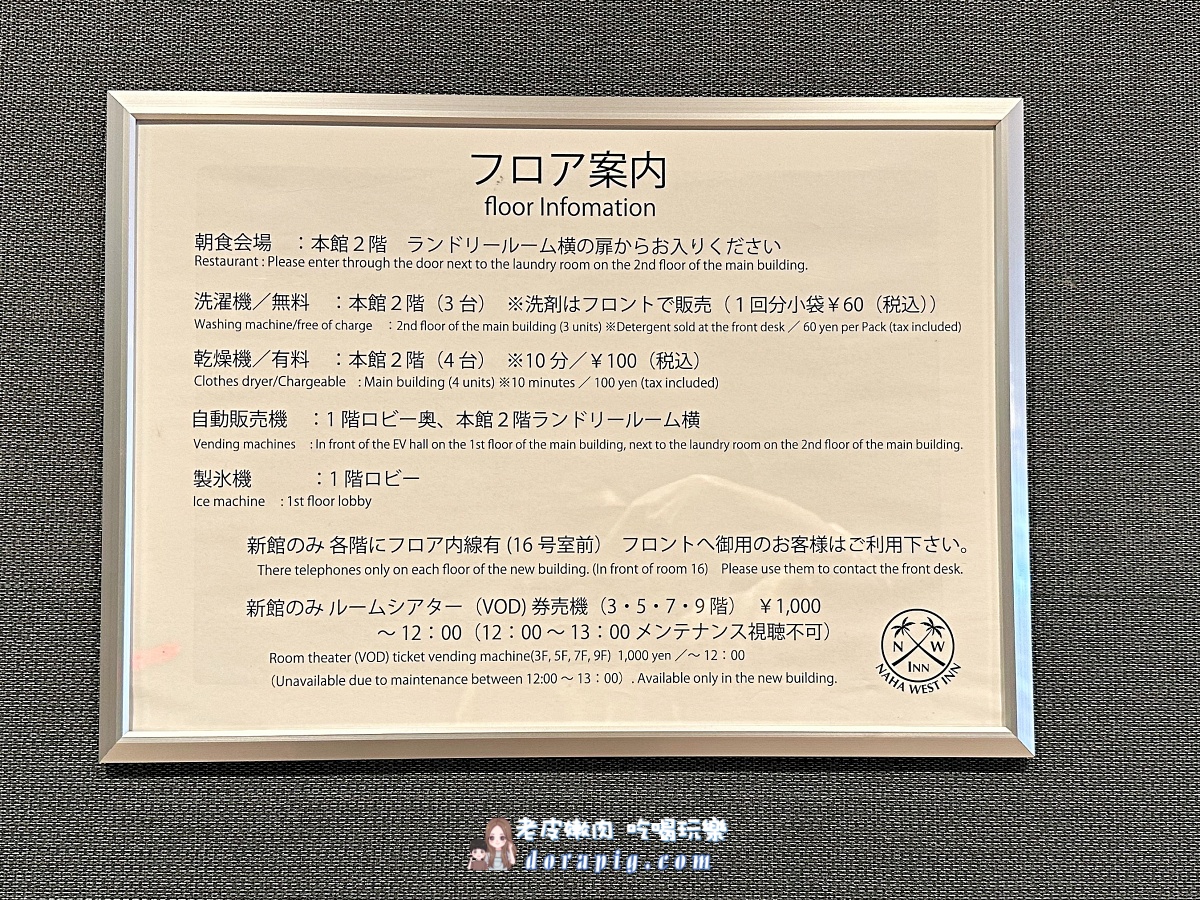 フロア案内
floor Infomation
朝食会場　：本館２階　ランドリールーム横の扉からお入りください
Restaurant : Please enter through the door next to the laundry room on the 2nd floor of the main building.
洗濯機／無料　：本館２階（3 台）　※洗剤はフロントで販売（１回分小袋￥60（税込））
Washing machine/free of charge　: 2nd floor of the main building (3 units) ※Detergent sold at the front desk ／ 60 yen per Pack (tax included)
乾燥機／有料　：本館２階（4 台）　※10 分／￥100（税込）
Clothes dryer/Chargeable　: Main building (4 units) ※10 minutes ／ 100 yen (tax included)
自動販売機　：1 階ロビー奥、本館２階ランドリールーム横
Vending machines　: In front of the EV hall on the 1st floor of the main building, next to the laundry room on the 2nd floor of the main building.
製氷機　　　：1 階ロビー
Ice machine　: 1st floor lobby
新館のみ 各階にフロア内線有 (16 号室前）　フロントへ御用のお客様はご利用下さい。
There telephones only on each floor of the new building. (In front of room 16)　Please use them to contact the front desk.
新館のみ ルームシアター（VOD) 券売機（3・5・7・9 階）　￥1,000
～ 12：00（12：00 ～ 13：00 メンテナンス視聴不可）
Room theater (VOD) ticket vending machine(3F, 5F, 7F, 9F)  1,000 yen ／～ 12：00
（Unavailable due to maintenance between 12:00 ～ 13：00）. Available only in the new building.
N W
INN
NAHA WEST INN
老皮嫩肉 吃喝玩樂
dorapig.com